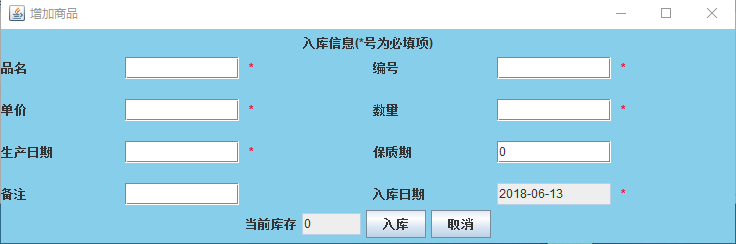 增加商品
入库信息(*号为必填项)
品名 * 编号 *
单价 * 数量 *
生产日期 * 保质期 0
备注 入库日期 2018-06-13 *
当前库存 0 入库 取消